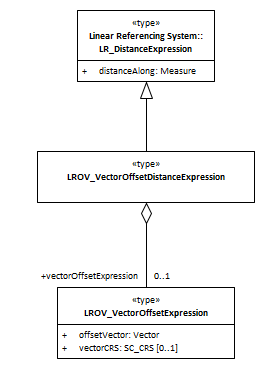 «type»
Linear Referencing System::
LR_DistanceExpression
+ distanceAlong: Measure
«type»
LROV_VectorOffsetDistanceExpression
+vectorOffsetExpression 0..1
«type»
LROV_VectorOffsetExpression
+ offsetVector: Vector
+ vectorCRS: SC_CRS [0..1]